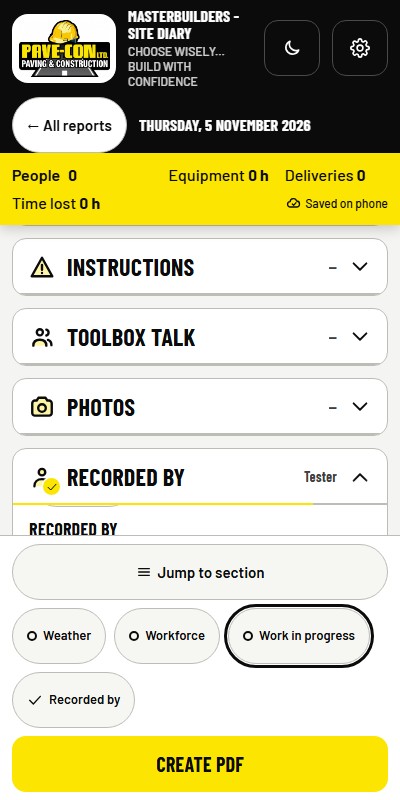 PAVE-CON LTD.
PAVING & CONSTRUCTION
MASTERBUILDERS -
SITE DIARY
CHOOSE WISELY...
BUILD WITH
CONFIDENCE
← All reports
THURSDAY, 5 NOVEMBER 2026
People 0
Equipment 0 h
Deliveries 0
Time lost 0 h
Saved on phone
INSTRUCTIONS –
TOOLBOX TALK –
PHOTOS –
RECORDED BY Tester
RECORDED BY
Jump to section
Weather
Workforce
Work in progress
Recorded by
CREATE PDF